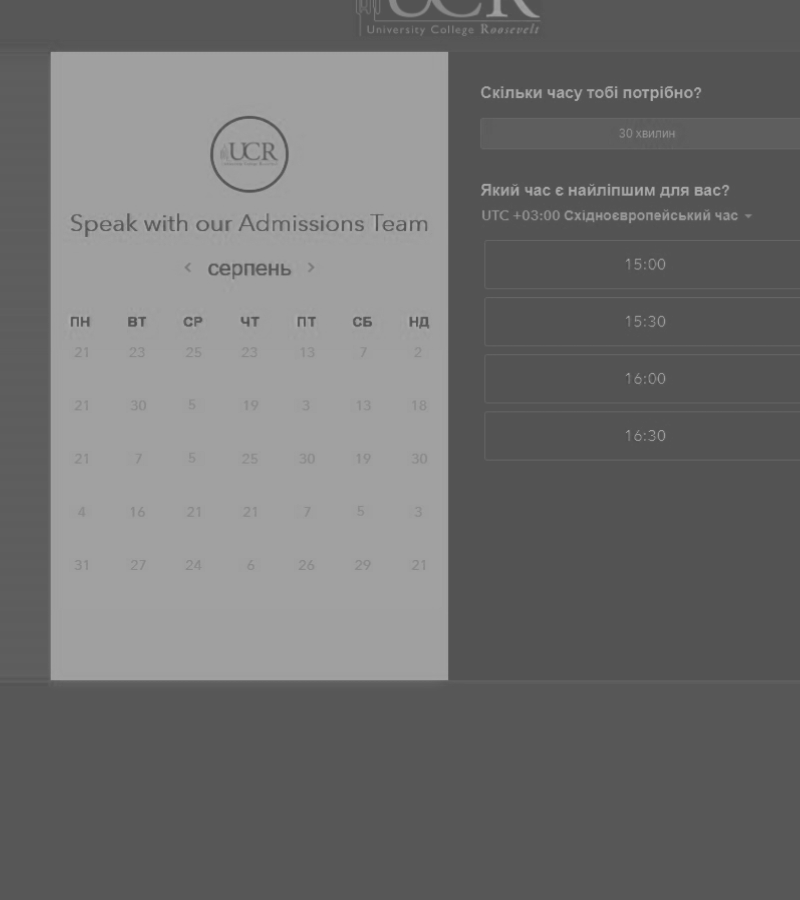 UCR
University College Roosevelt
UCR
Speak with our Admissions Team
< серпень >
ПН ВТ СР ЧТ ПТ СБ НД
21 23 25 23 13 7 2
21 30 5 19 3 13 18
21 7 5 25 30 19 30
4 16 21 21 7 5 3
31 27 24 6 26 29 21
Скільки часу тобі потрібно?
30 хвилин
Який час є найліпшим для вас?
UTC +03:00 Східноєвропейський час
15:00
15:30
16:00
16:30